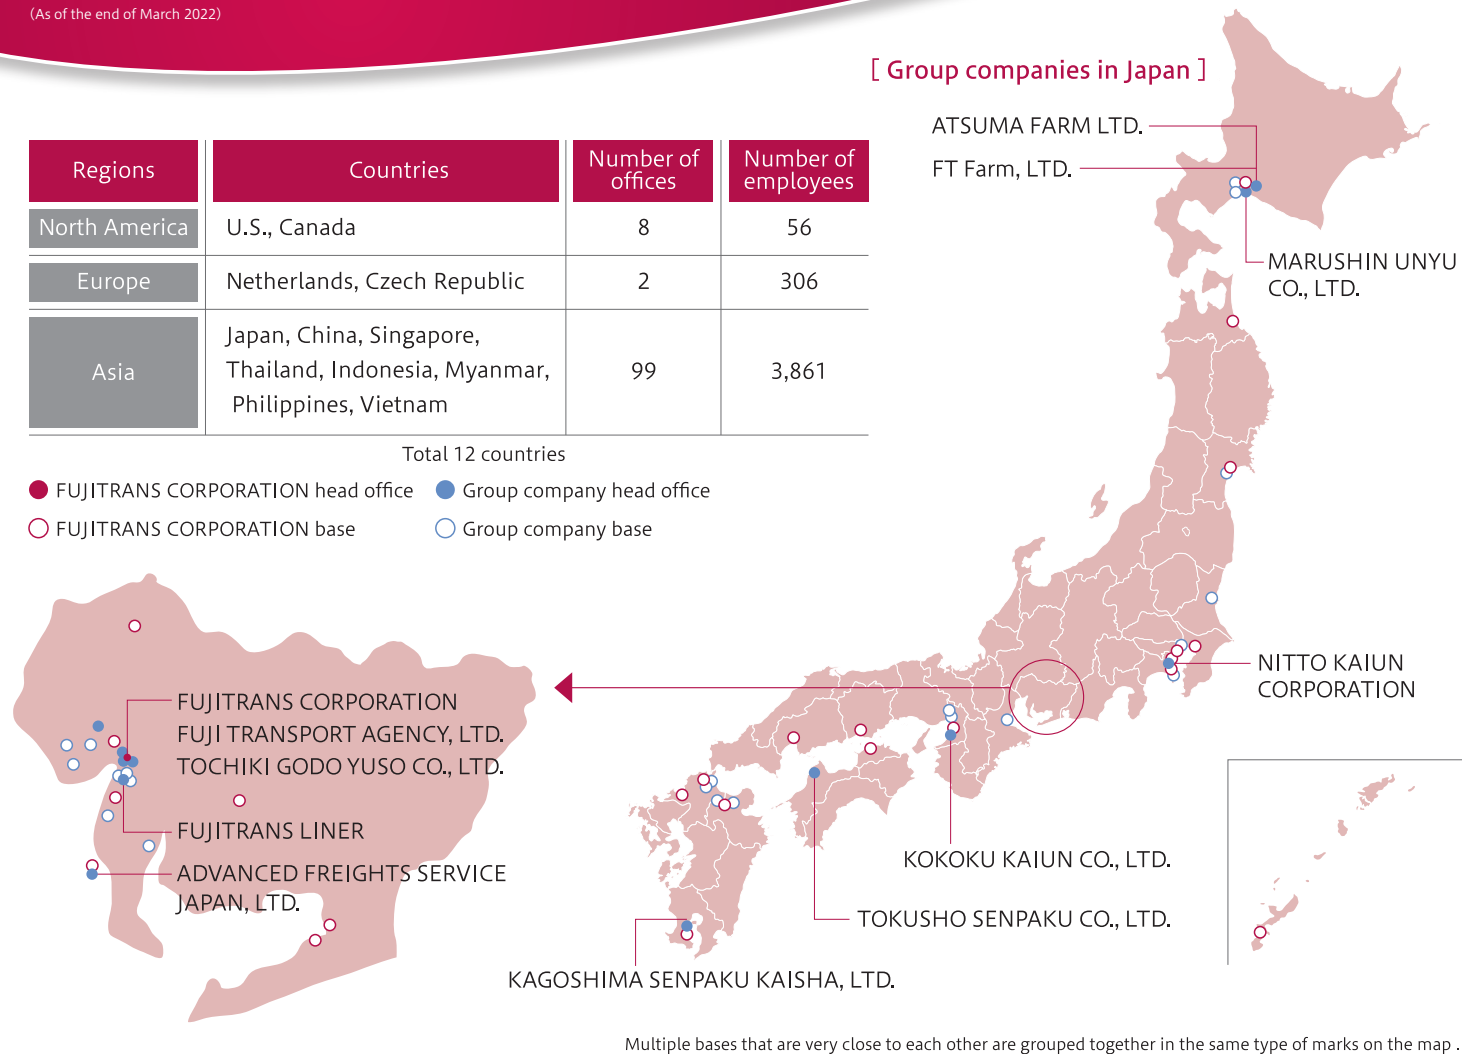 (As of the end of March 2022)
[ Group companies in Japan ]
Regions
Countries
Number of
offices
Number of
employees
North America
U.S., Canada
8
56
Europe
Netherlands, Czech Republic
2
306
Asia
Japan, China, Singapore,
Thailand, Indonesia, Myanmar,
Philippines, Vietnam
99
3,861
Total 12 countries
FUJITRANS CORPORATION head office
Group company head office
FUJITRANS CORPORATION base
Group company base
ATSUMA FARM LTD.
FT Farm, LTD.
MARUSHIN UNYU
CO., LTD.
NITTO KAIUN
CORPORATION
KOKOKU KAIUN CO., LTD.
TOKUSHO SENPAKU CO., LTD.
KAGOSHIMA SENPAKU KAISHA, LTD.
FUJITRANS CORPORATION
FUJI TRANSPORT AGENCY, LTD.
TOCHIKI GODO YUSO CO., LTD.
FUJITRANS LINER
ADVANCED FREIGHTS SERVICE
JAPAN, LTD.
Multiple bases that are very close to each other are grouped together in the same type of marks on the map .